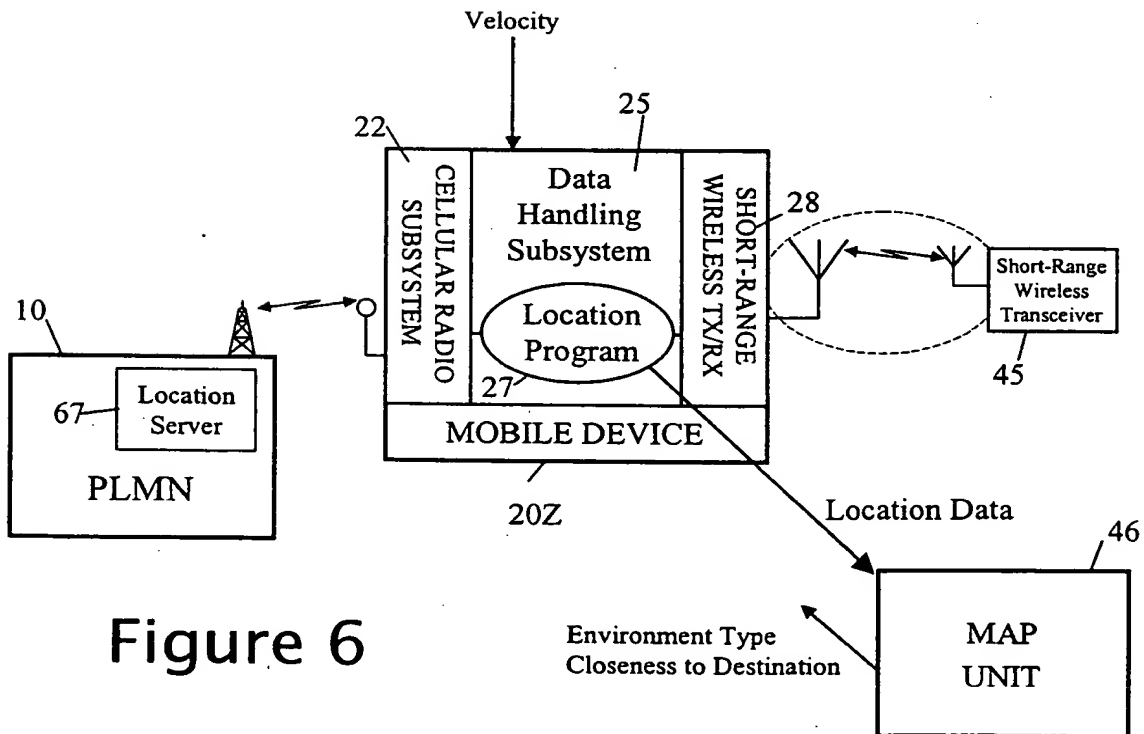 Velocity
22
25
CELLULAR RADIO
SUBSYSTEM
Data
Handling
Subsystem
SHORT-RANGE
WIRELESS TX/RX
28
Short-Range
Wireless
Transceiver
45
10
Location
Program
27
67
Location
Server
PLMN
MOBILE DEVICE
20Z
Location Data
46
Figure 6
Environment Type
Closeness to Destination
MAP
UNIT